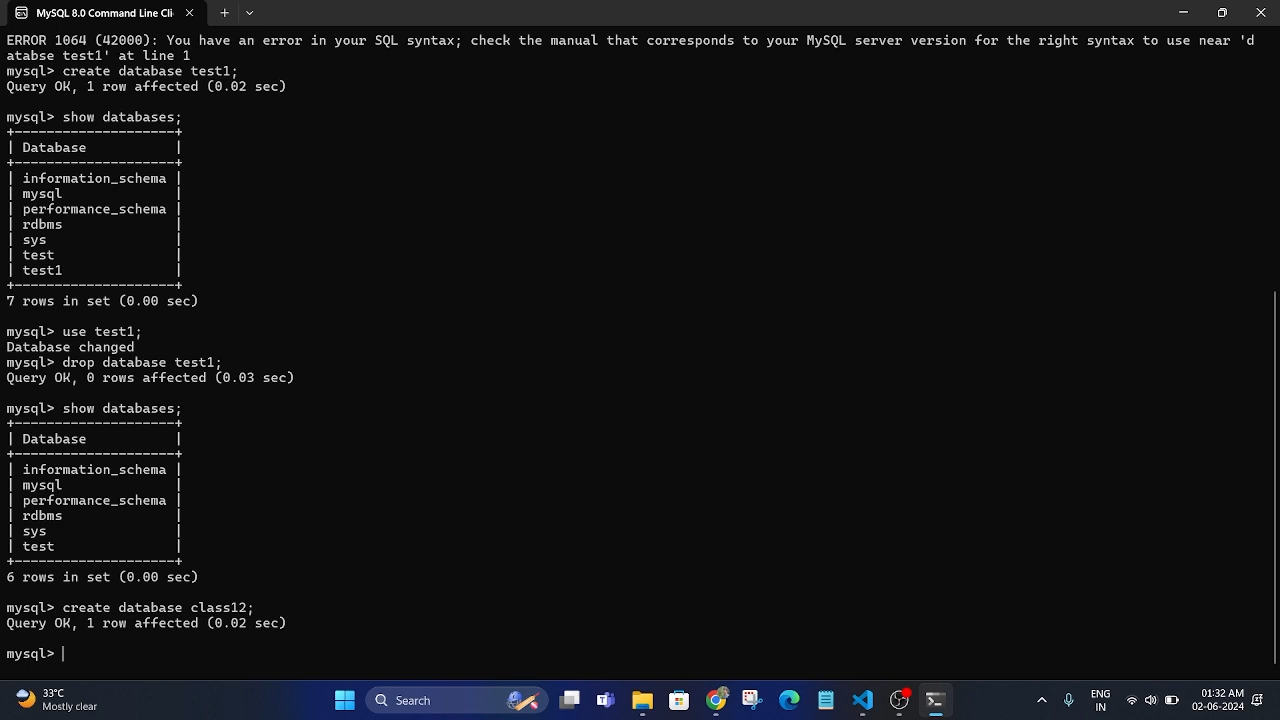 MySQL 8.0 Command Line Cli
ERROR 1064 (42000): You have an error in your SQL syntax; check the manual that corresponds to your MySQL server version for the right syntax to use near 'd
atabse test1' at line 1
mysql> create database test1;
Query OK, 1 row affected (0.02 sec)
mysql> show databases;
+--------------------+
| Database           |
+--------------------+
| information_schema |
| mysql              |
| performance_schema |
| rdbms              |
| sys                |
| test               |
| test1              |
+--------------------+
7 rows in set (0.00 sec)
mysql> use test1;
Database changed
mysql> drop database test1;
Query OK, 0 rows affected (0.03 sec)
mysql> show databases;
+--------------------+
| Database           |
+--------------------+
| information_schema |
| mysql              |
| performance_schema |
| rdbms              |
| sys                |
| test               |
+--------------------+
6 rows in set (0.00 sec)
mysql> create database class12;
Query OK, 1 row affected (0.02 sec)
mysql>
33°C
Mostly clear
Search
ENG
IN
01:32 AM
02-06-2024